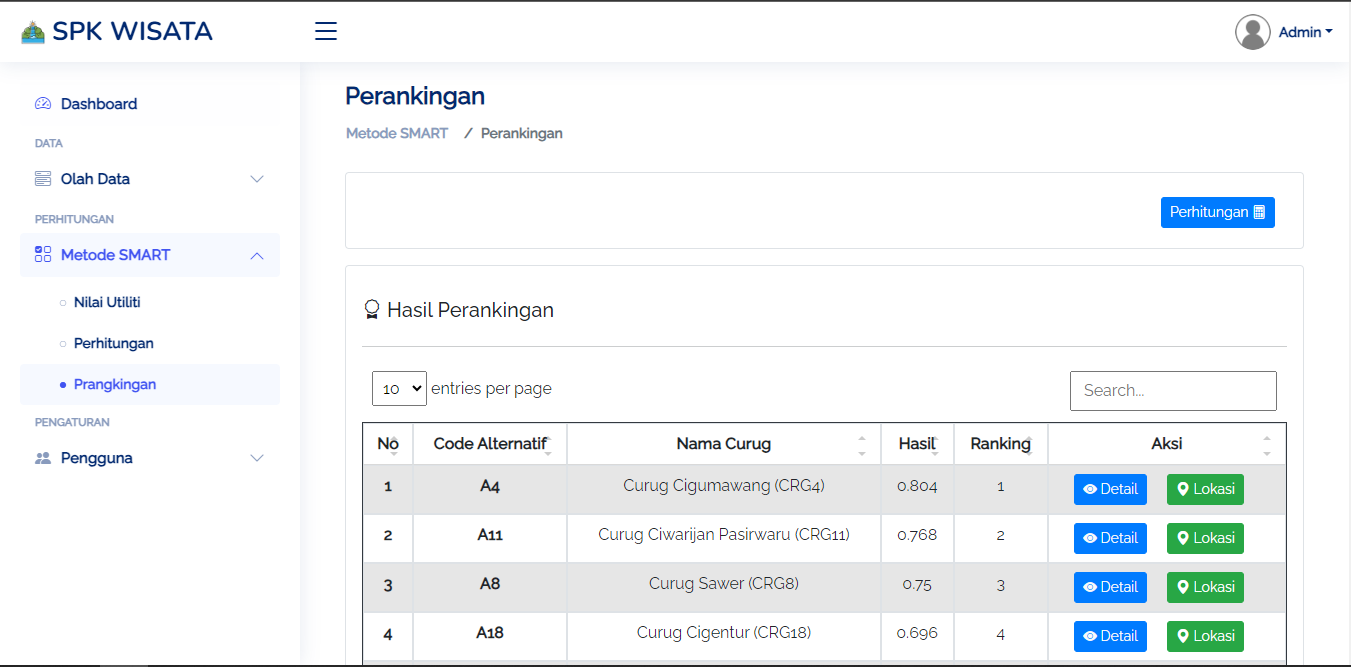 SPK WISATA
Admin
Dashboard
DATA
Olah Data
PERHITUNGAN
Metode SMART
Nilai Utiliti
Perhitungan
Prangkingan
PENGATURAN
Pengguna
Perankingan
Metode SMART / Perankingan
Perhitungan
Hasil Perankingan
10 entries per page
Search...
No Code Alternatif Nama Curug Hasil Ranking Aksi
1 A4 Curug Cigumawang (CRG4) 0.804 1 Detail Lokasi
2 A11 Curug Ciwarijan Pasirwaru (CRG11) 0.768 2 Detail Lokasi
3 A8 Curug Sawer (CRG8) 0.75 3 Detail Lokasi
4 A18 Curug Cigentur (CRG18) 0.696 4 Detail Lokasi